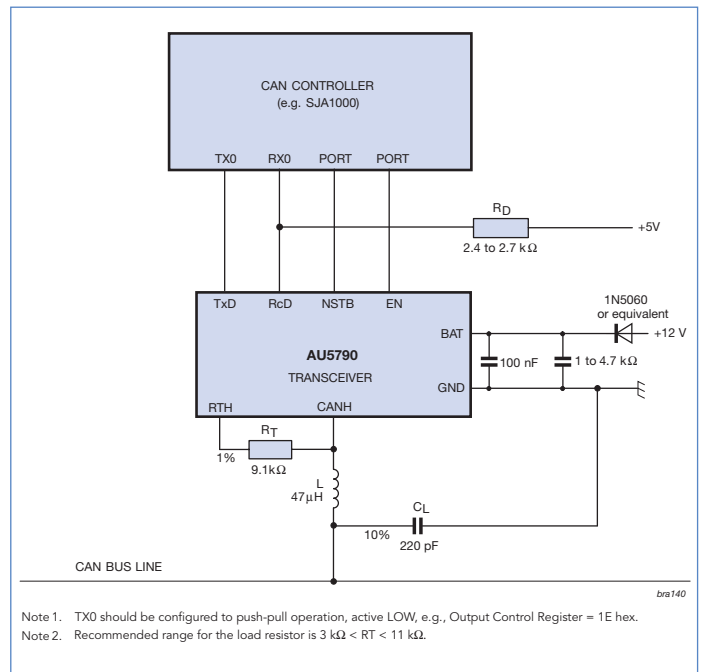 CAN CONTROLLER
(e.g. SJA1000)
TX0 RX0 PORT PORT
RD
+5V
2.4 to 2.7 kΩ
TxD RcD NSTB EN
1N5060
or equivalent
BAT
+12 V
AU5790
TRANSCEIVER
100 nF
1 to 4.7 kΩ
GND
RTH CANH
RT
1%
9.1kΩ
L
47μH
CL
10%
220 pF
CAN BUS LINE
bra140
Note 1. TX0 should be configured to push-pull operation, active LOW, e.g., Output Control Register = 1E hex.
Note 2. Recommended range for the load resistor is 3 kΩ < RT < 11 kΩ.